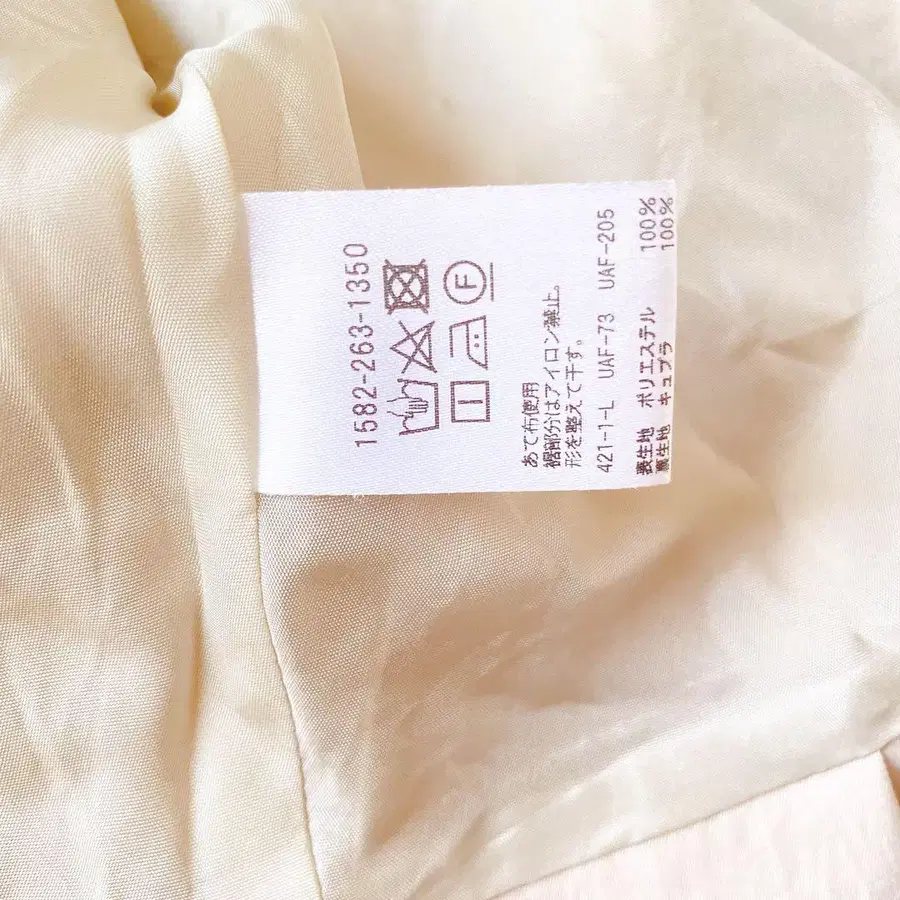 1582-263-1350
F
あて布使用
裾部分はアイロン禁止。
形を整えて干す。
421-1-L UAF-73 UAF-205
表生地 ポリエステル 100%
裏生地 キュプラ 100%